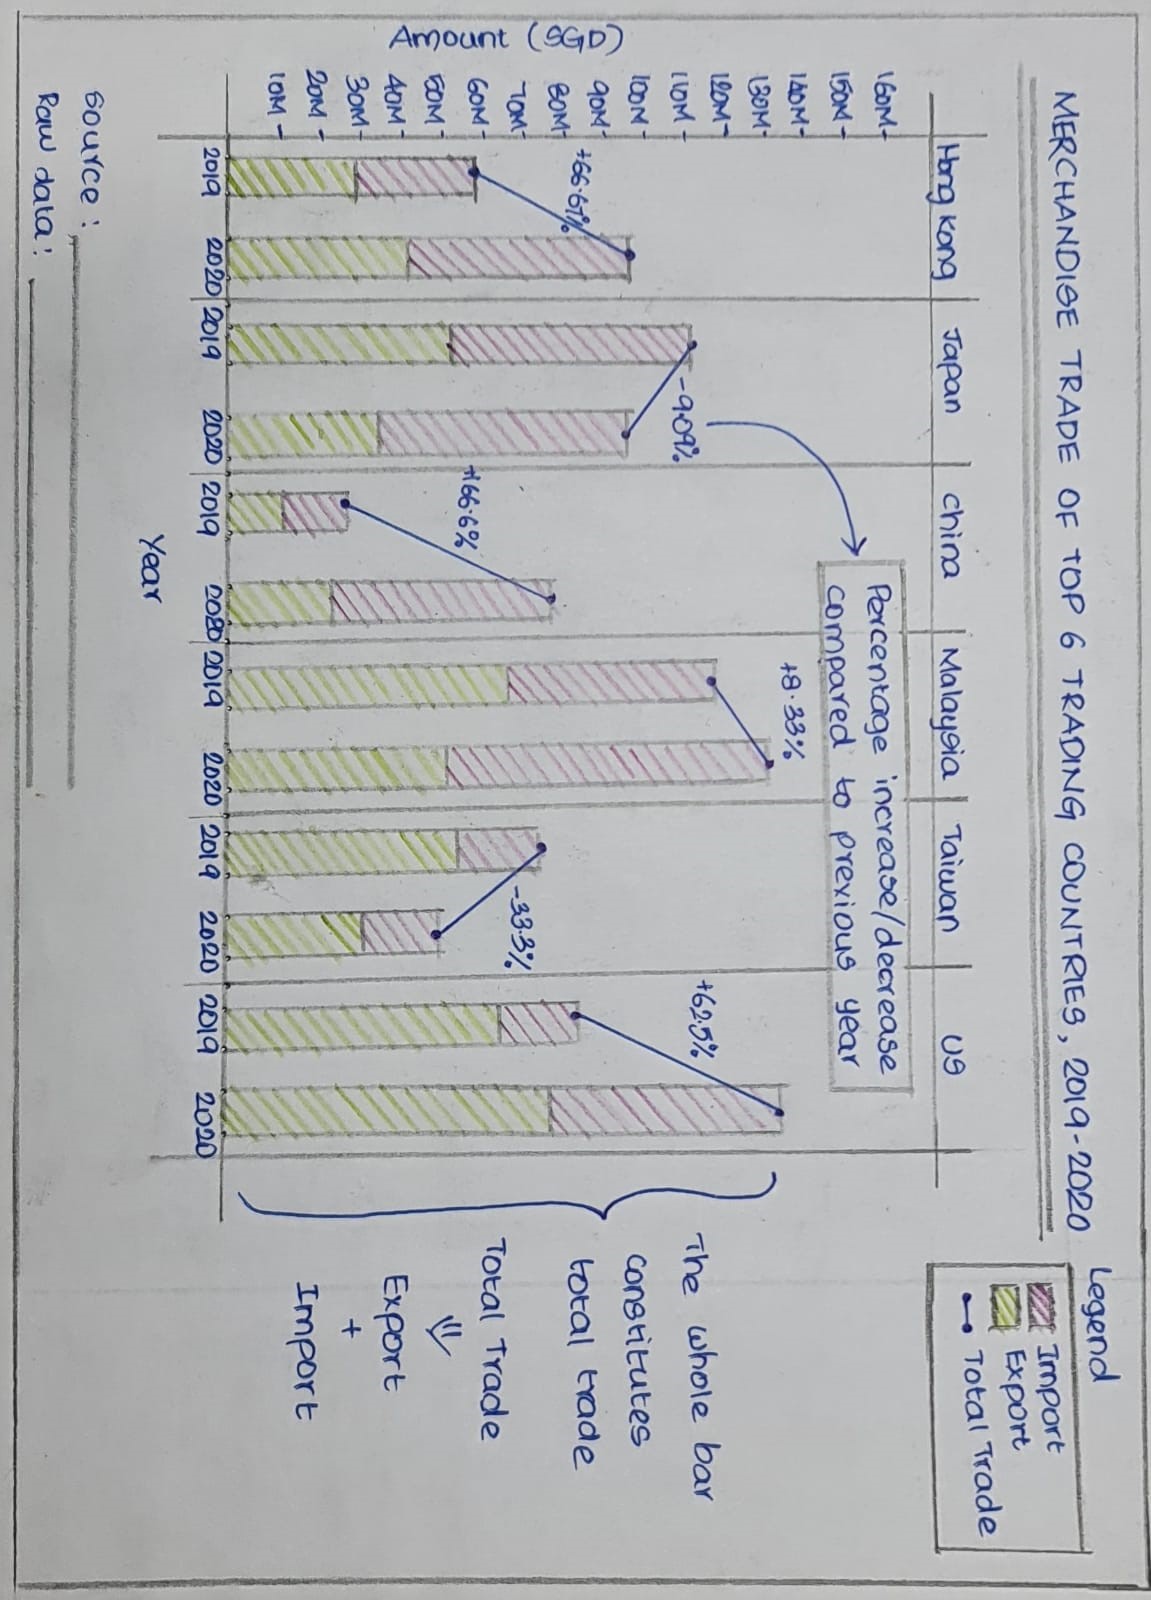 MERCHANDISE TRADE OF TOP 6 TRADING COUNTRIES, 2019-2020
Legend
Import
Export
Total Trade
Hong Kong
Japan
China
Malaysia
Taiwan
US
Amount (SGD)
160M
150M
140M
130M
120M
110M
100M
90M
80M
70M
60M
50M
40M
30M
20M
10M
+66.67%
-9.09%
+166.6%
+8.33%
-33.3%
+62.5%
Percentage increase/decrease
compared to previous year
The whole bar
constitutes
total trade
Total Trade
Export
+
Import
2019
2020
2019
2020
2019
2020
2019
2020
2019
2020
2019
2020
Year
Source:
Raw data: